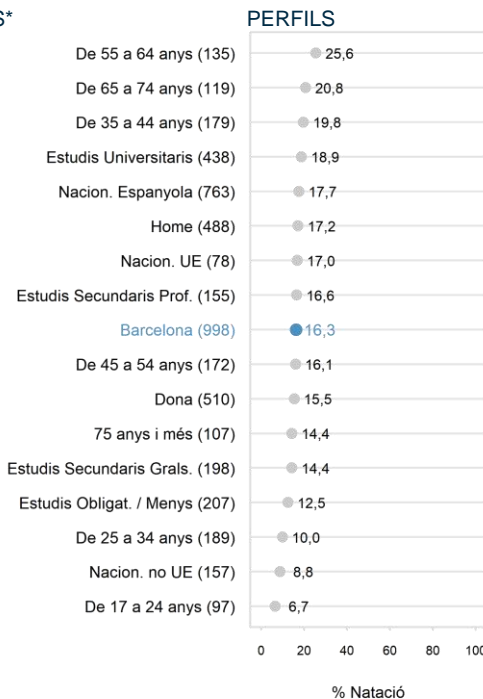 S*
PERFILS
De 55 a 64 anys (135) 25,6
De 65 a 74 anys (119) 20,8
De 35 a 44 anys (179) 19,8
Estudis Universitaris (438) 18,9
Nacion. Espanyola (763) 17,7
Home (488) 17,2
Nacion. UE (78) 17,0
Estudis Secundaris Prof. (155) 16,6
Barcelona (998) 16,3
De 45 a 54 anys (172) 16,1
Dona (510) 15,5
75 anys i més (107) 14,4
Estudis Secundaris Grals. (198) 14,4
Estudis Obligat. / Menys (207) 12,5
De 25 a 34 anys (189) 10,0
Nacion. no UE (157) 8,8
De 17 a 24 anys (97) 6,7
0 20 40 60 80 100
% Natació